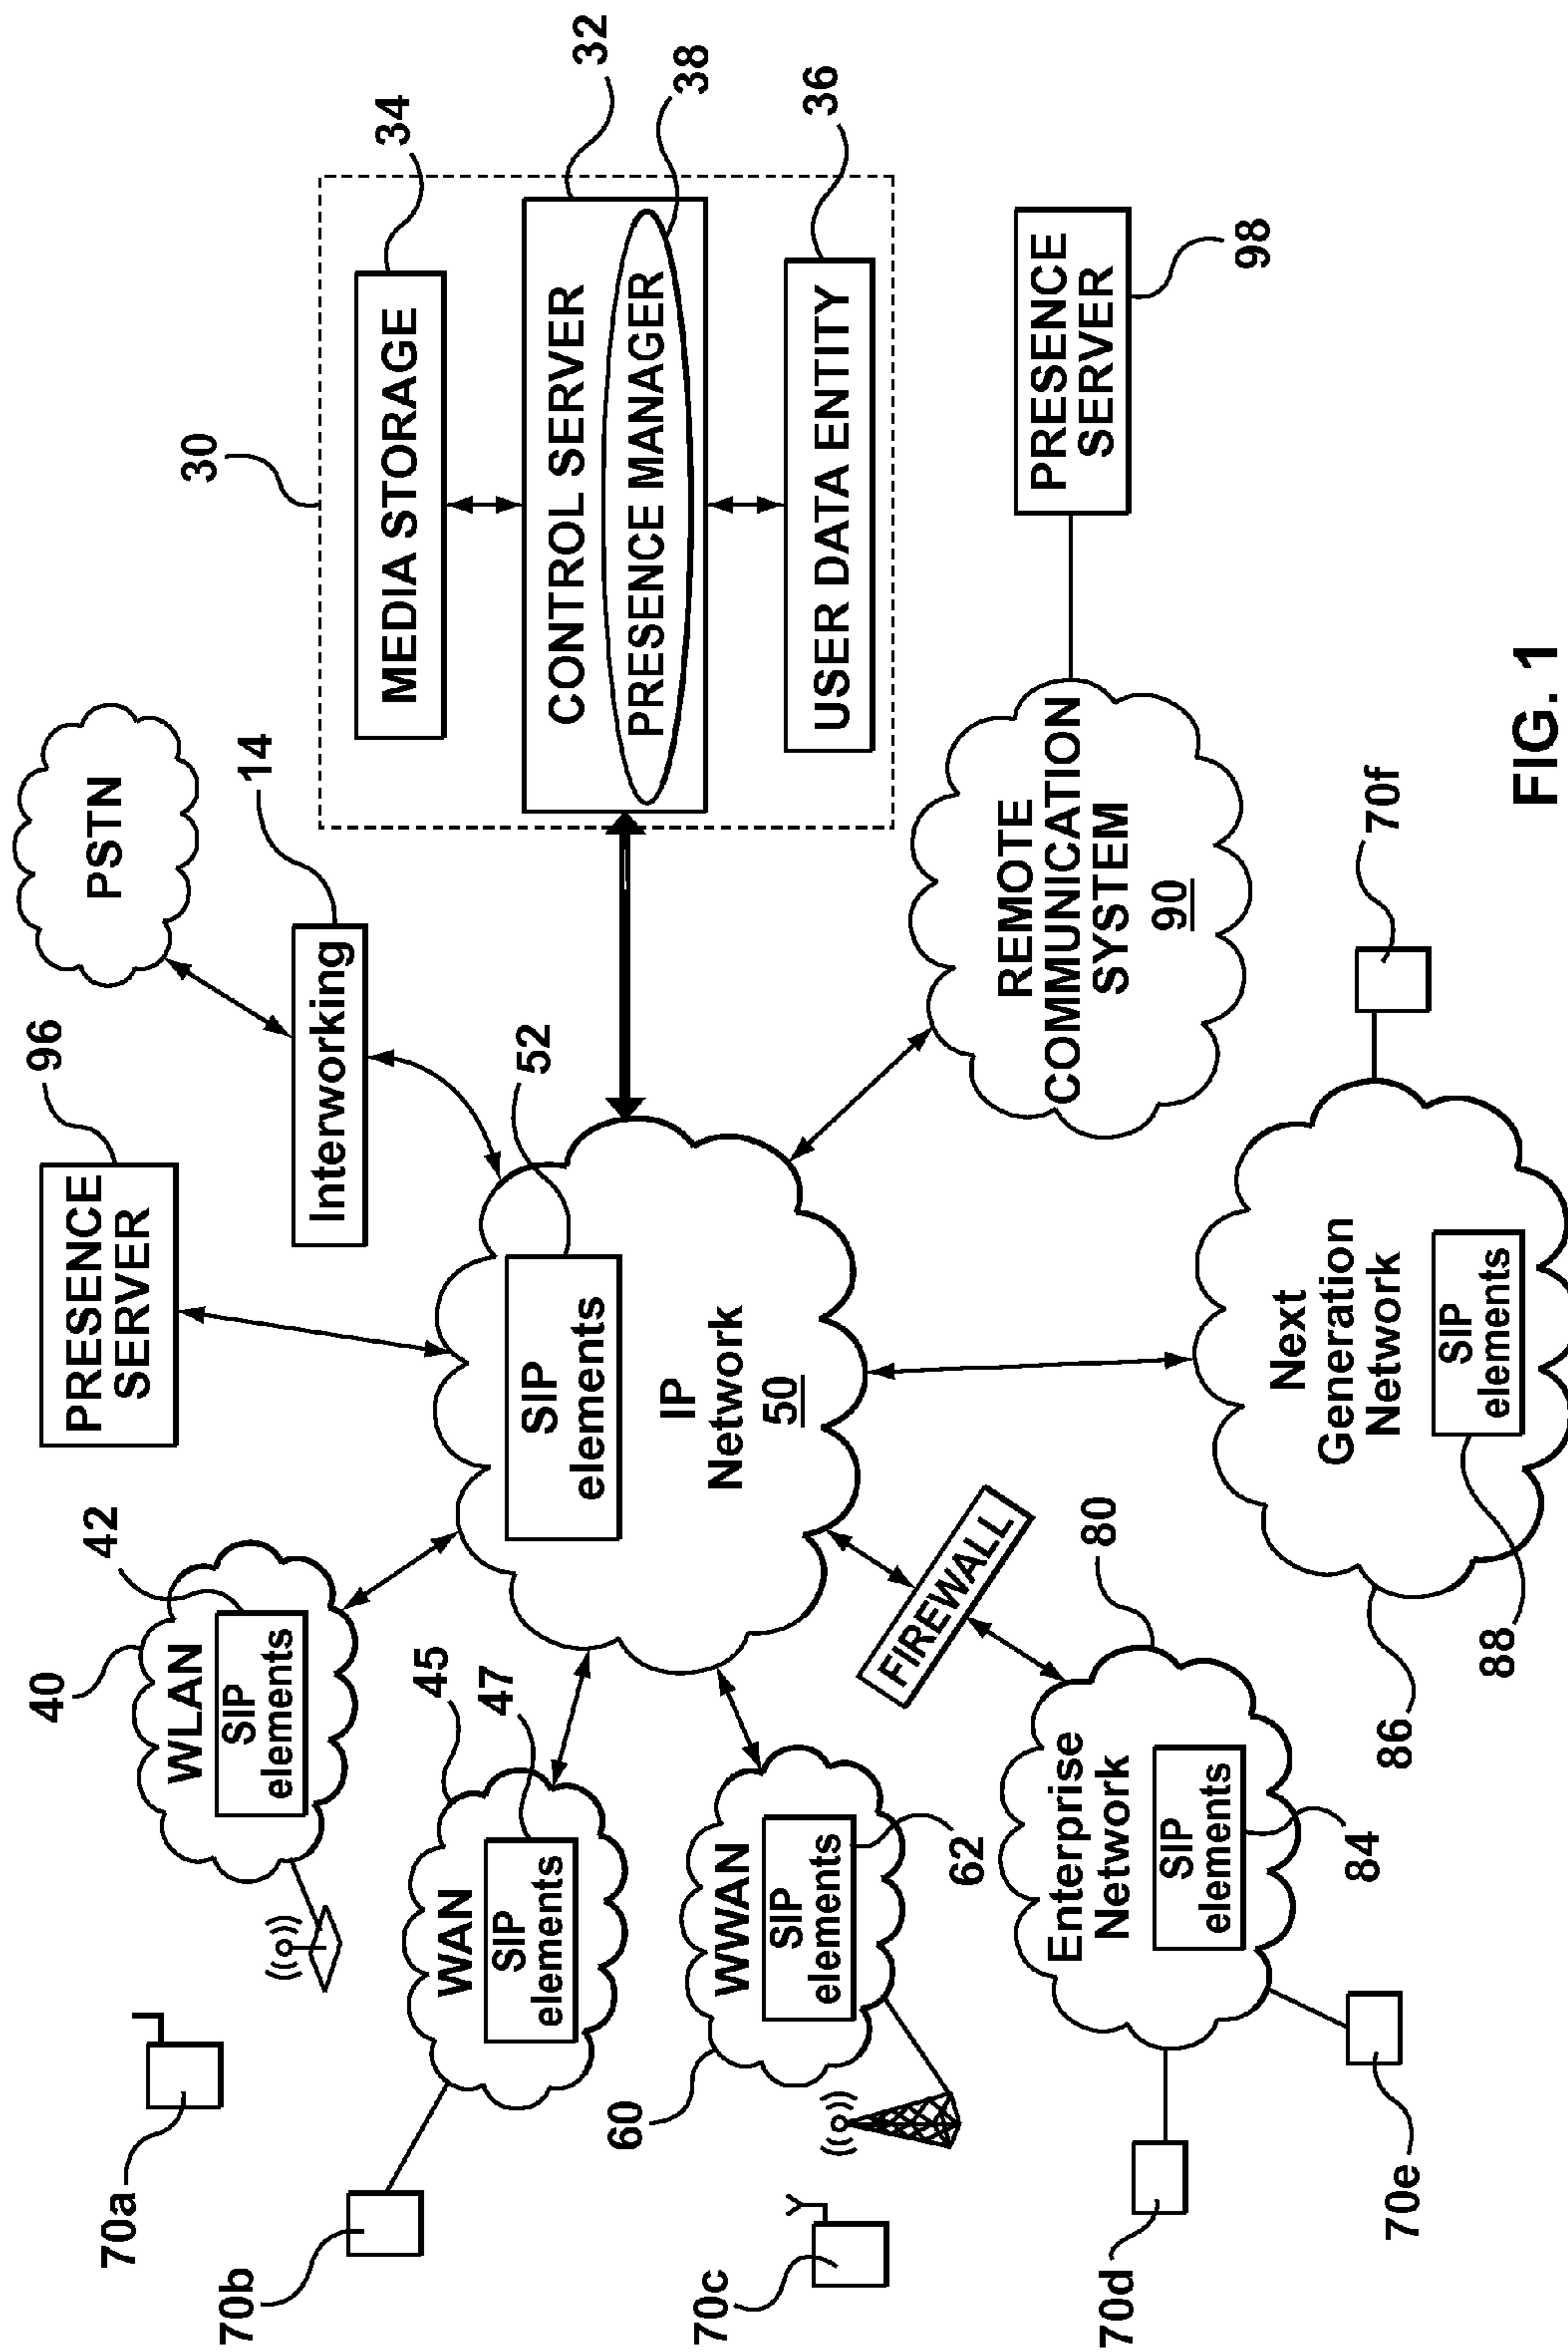 70a
40
42
WLAN
SIP
elements
96
PRESENCE
SERVER
PSTN
14
Interworking
30
34
MEDIA STORAGE
32
CONTROL SERVER
38
PRESENCE MANAGER
36
USER DATA ENTITY
70b
45
47
WAN
SIP
elements
52
SIP
elements
IP
Network
50
70c
60
WWAN
SIP
elements
62
FIREWALL
REMOTE
COMMUNICATION
SYSTEM
90
PRESENCE
SERVER
98
70d
70e
80
Enterprise
Network
SIP
elements
84
86
88
Next
Generation
Network
SIP
elements
70f
FIG. 1